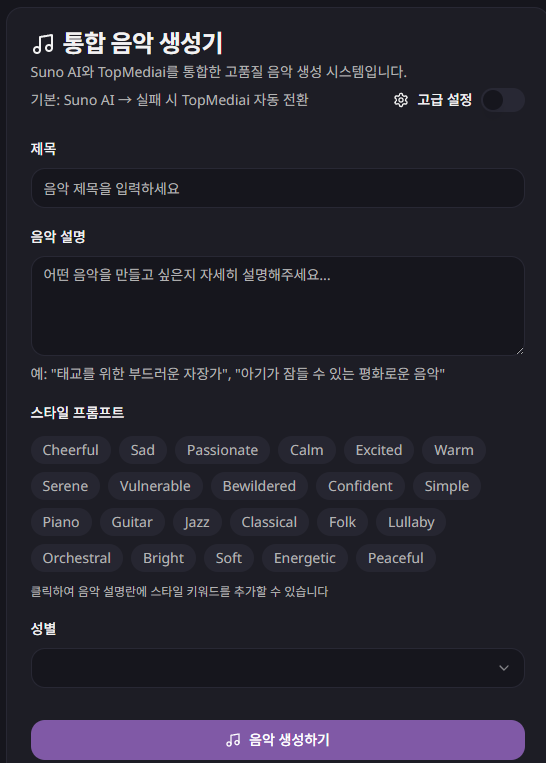 통합 음악 생성기
Suno AI와 TopMediai를 통합한 고품질 음악 생성 시스템입니다.
기본: Suno AI → 실패 시 TopMediai 자동 전환
고급 설정
제목
음악 제목을 입력하세요
음악 설명
어떤 음악을 만들고 싶은지 자세히 설명해주세요...
예: "태교를 위한 부드러운 자장가", "아기가 잠들 수 있는 평화로운 음악"
스타일 프롬프트
Cheerful Sad Passionate Calm Excited Warm
Serene Vulnerable Bewildered Confident Simple
Piano Guitar Jazz Classical Folk Lullaby
Orchestral Bright Soft Energetic Peaceful
클릭하여 음악 설명란에 스타일 키워드를 추가할 수 있습니다
성별
음악 생성하기